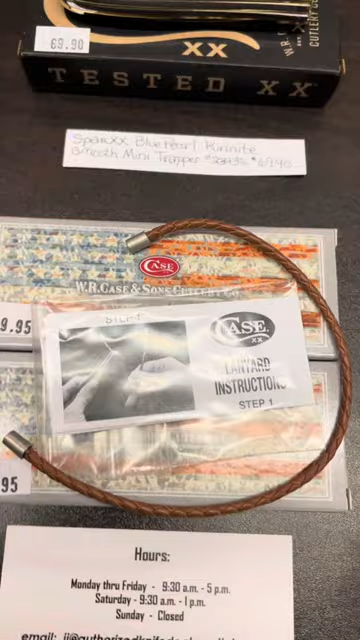 69.90
XX
W.R.
CUTLERY CO
TESTED XX
SparXX Blue Pearl Kirinite
Smooth Mini Trapper
CASE
W.R. CASE & SONS CUTLERY CO.
9.95
STEP 1
CASE
XX
LANYARD
INSTRUCTIONS
STEP 1
95
Hours:
Monday thru Friday - 9:30 a.m. - 5 p.m.
Saturday - 9:30 a.m. - 1 p.m.
Sunday - Closed
email: